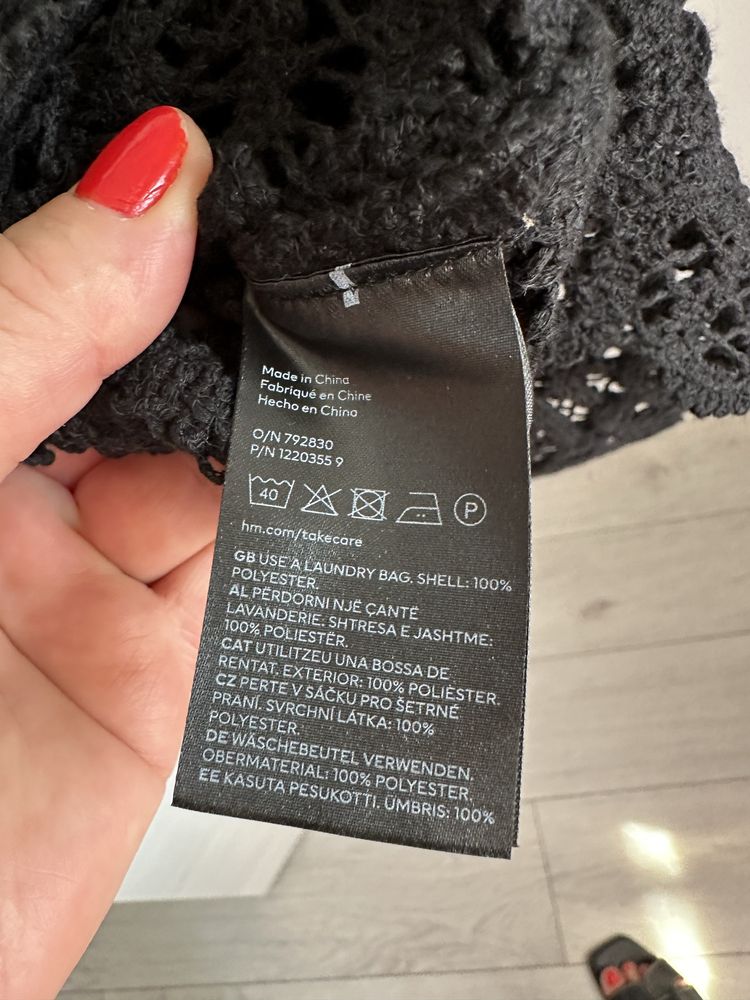 Made in China
Fabriqué en Chine
Hecho en China
O/N 792830
P/N 1220355 9
40
P
hm.com/takecare
GB USE A LAUNDRY BAG. SHELL: 100%
POLYESTER.
AL PËRDORNI NJË ÇANTË
LAVANDERIE. SHTRESA E JASHTME:
100% POLIESTËR.
CAT UTILITZEU UNA BOSSA DE
RENTAT. EXTERIOR: 100% POLIÈSTER.
CZ PERTE V SÁČKU PRO ŠETRNÉ
PRANÍ. SVRCHNÍ LÁTKA: 100%
POLYESTER.
DE WÄSCHEBEUTEL VERWENDEN.
OBERMATERIAL: 100% POLYESTER.
EE KASUTA PESUKOTTI. ÜMBRIS: 100%